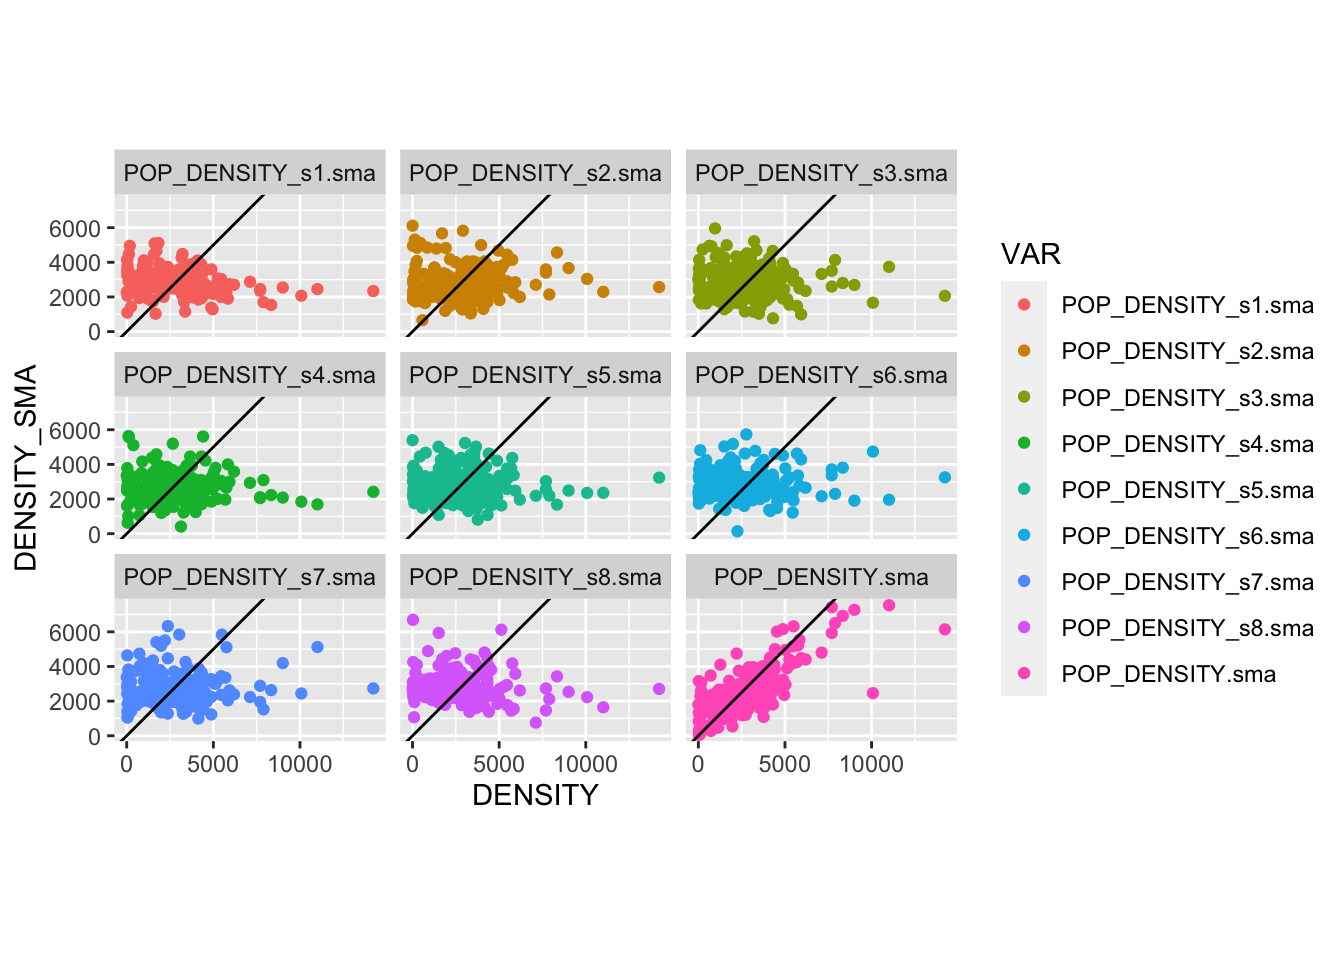 POP_DENSITY_s1.sma POP_DENSITY_s2.sma POP_DENSITY_s3.sma
6000
4000
2000
0
POP_DENSITY_s4.sma POP_DENSITY_s5.sma POP_DENSITY_s6.sma
6000
4000
2000
0
POP_DENSITY_s7.sma POP_DENSITY_s8.sma POP_DENSITY.sma
6000
4000
2000
0
0 5000 10000 0 5000 10000 0 5000 10000
DENSITY
DENSITY_SMA
VAR
POP_DENSITY_s1.sma
POP_DENSITY_s2.sma
POP_DENSITY_s3.sma
POP_DENSITY_s4.sma
POP_DENSITY_s5.sma
POP_DENSITY_s6.sma
POP_DENSITY_s7.sma
POP_DENSITY_s8.sma
POP_DENSITY.sma